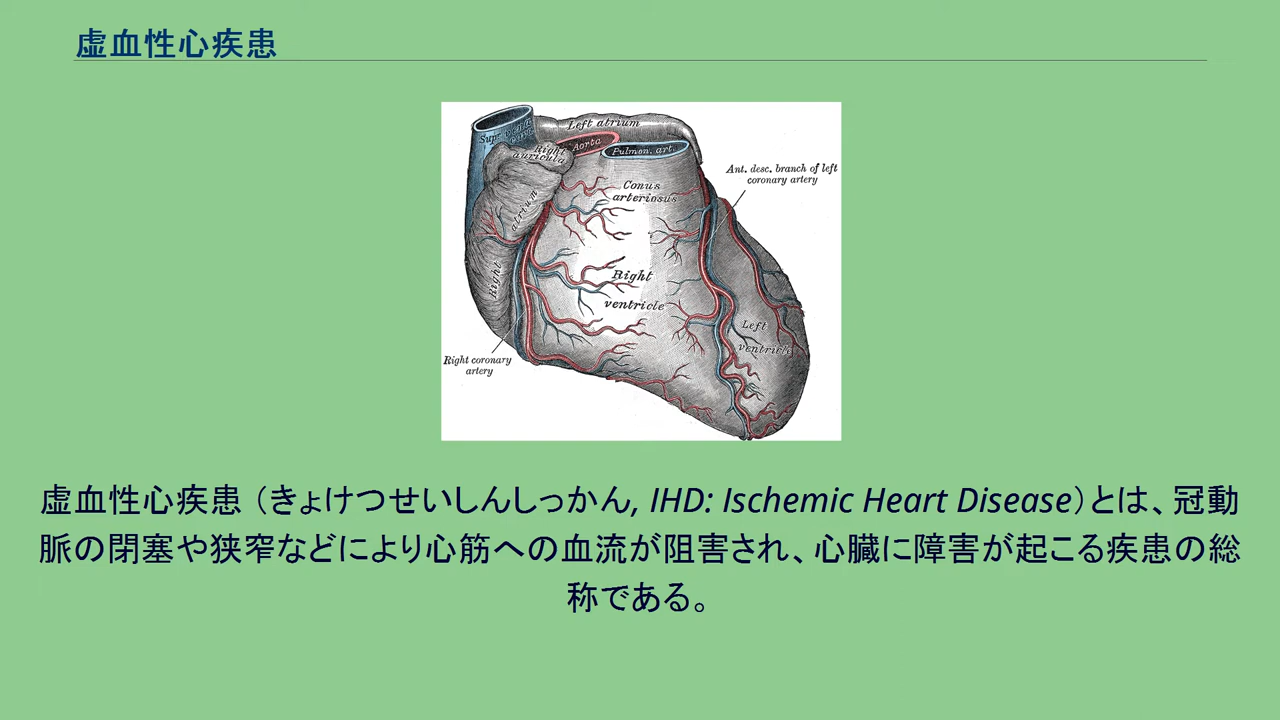 虚血性心疾患
Left atrium
Right
auricula
Aorta
Pulmon. art.
Ant. desc. branch of left
coronary artery
Conus
arteriosus
Right
atrium
Right
ventricle
Left
ventricle
Right coronary
artery
虚血性心疾患（きょけつせいしんしっかん, IHD: Ischemic Heart Disease）とは、冠動
脈の閉塞や狭窄などにより心筋への血流が阻害され、心臓に障害が起こる疾患の総
称である。